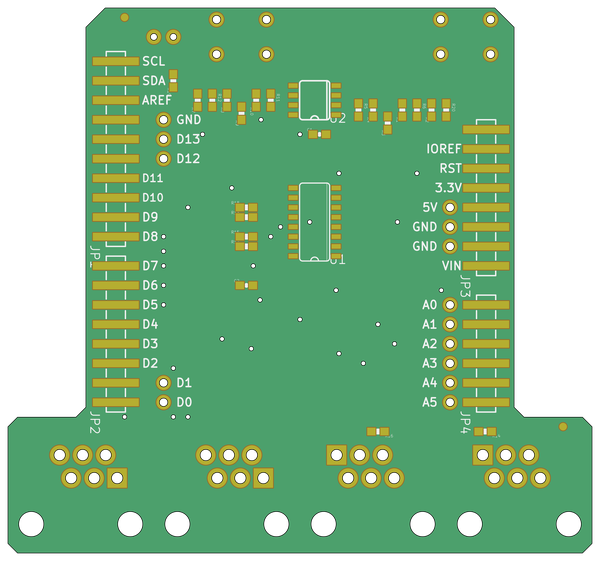 SCL
SDA
AREF
GND
D13
D12
D11
D10
D9
D8
D7
D6
D5
D4
D3
D2
D1
D0
JP2
U2
U1
IOREF
RST
3.3V
5V
GND
GND
VIN
JP3
A0
A1
A2
A3
A4
A5
JP4